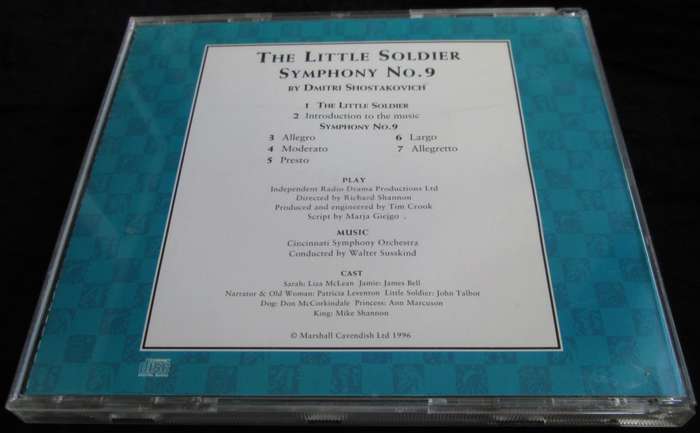 THE LITTLE SOLDIER
SYMPHONY NO. 9
BY DMITRI SHOSTAKOVICH
1 THE LITTLE SOLDIER
2 Introduction to the music
SYMPHONY NO. 9
3 Allegro 6 Largo
4 Moderato 7 Allegretto
5 Presto
PLAY
Independent Radio Drama Productions Ltd
Directed by Richard Shannon
Produced and engineered by Tim Crook
Script by Marja Giejgo
MUSIC
Cincinnati Symphony Orchestra
Conducted by Walter Susskind
CAST
Sarah: Liza McLean Jamie: James Bell
Narrator & Old Woman: Patricia Leventon Little Soldier: John Talbot
Dog: Don McCorkindale Princess: Ann Marcuson
King: Mike Shannon
© Marshall Cavendish Ltd 1996
COMPACT
disc
DIGITAL AUDIO